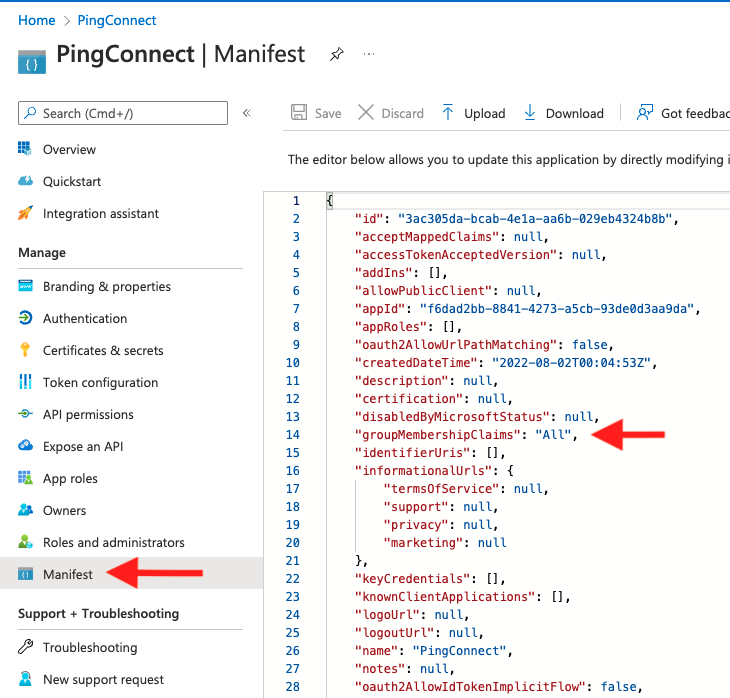 Home > PingConnect
PingConnect | Manifest
Search (Cmd+/)
Save Discard Upload Download Got feedbac
The editor below allows you to update this application by directly modifying i
Overview
Quickstart
Integration assistant
Manage
Branding & properties
Authentication
Certificates & secrets
Token configuration
API permissions
Expose an API
App roles
Owners
Roles and administrators
Manifest
Support + Troubleshooting
Troubleshooting
New support request
1 {
2 "id": "3ac305da-bcab-4e1a-aa6b-029eb4324b8b",
3 "acceptMappedClaims": null,
4 "accessTokenAcceptedVersion": null,
5 "addIns": [],
6 "allowPublicClient": null,
7 "appId": "f6dad2bb-8841-4273-a5cb-93de0d3aa9da",
8 "appRoles": [],
9 "oauth2AllowUrlPathMatching": false,
10 "createdDateTime": "2022-08-02T00:04:53Z",
11 "description": null,
12 "certification": null,
13 "disabledByMicrosoftStatus": null,
14 "groupMembershipClaims": "All",
15 "identifierUris": [],
16 "informationalUrls": {
17 "termsOfService": null,
18 "support": null,
19 "privacy": null,
20 "marketing": null
21 },
22 "keyCredentials": [],
23 "knownClientApplications": [],
24 "logoUrl": null,
25 "logoutUrl": null,
26 "name": "PingConnect",
27 "notes": null,
28 "oauth2AllowIdTokenImplicitFlow": false,